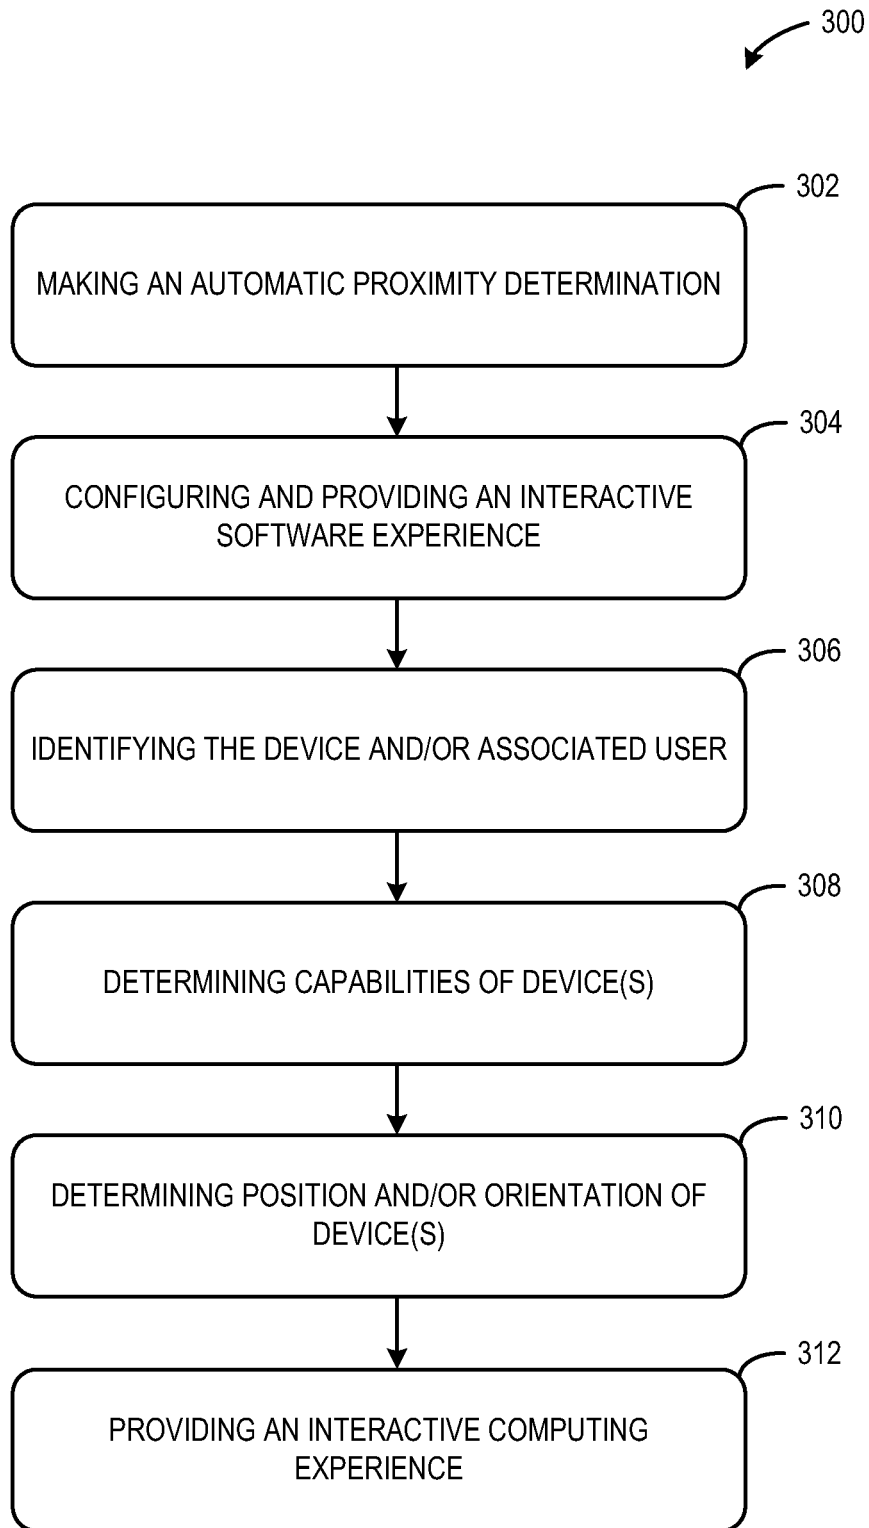 300
302
MAKING AN AUTOMATIC PROXIMITY DETERMINATION
304
CONFIGURING AND PROVIDING AN INTERACTIVE
SOFTWARE EXPERIENCE
306
IDENTIFYING THE DEVICE AND/OR ASSOCIATED USER
308
DETERMINING CAPABILITIES OF DEVICE(S)
310
DETERMINING POSITION AND/OR ORIENTATION OF
DEVICE(S)
312
PROVIDING AN INTERACTIVE COMPUTING
EXPERIENCE